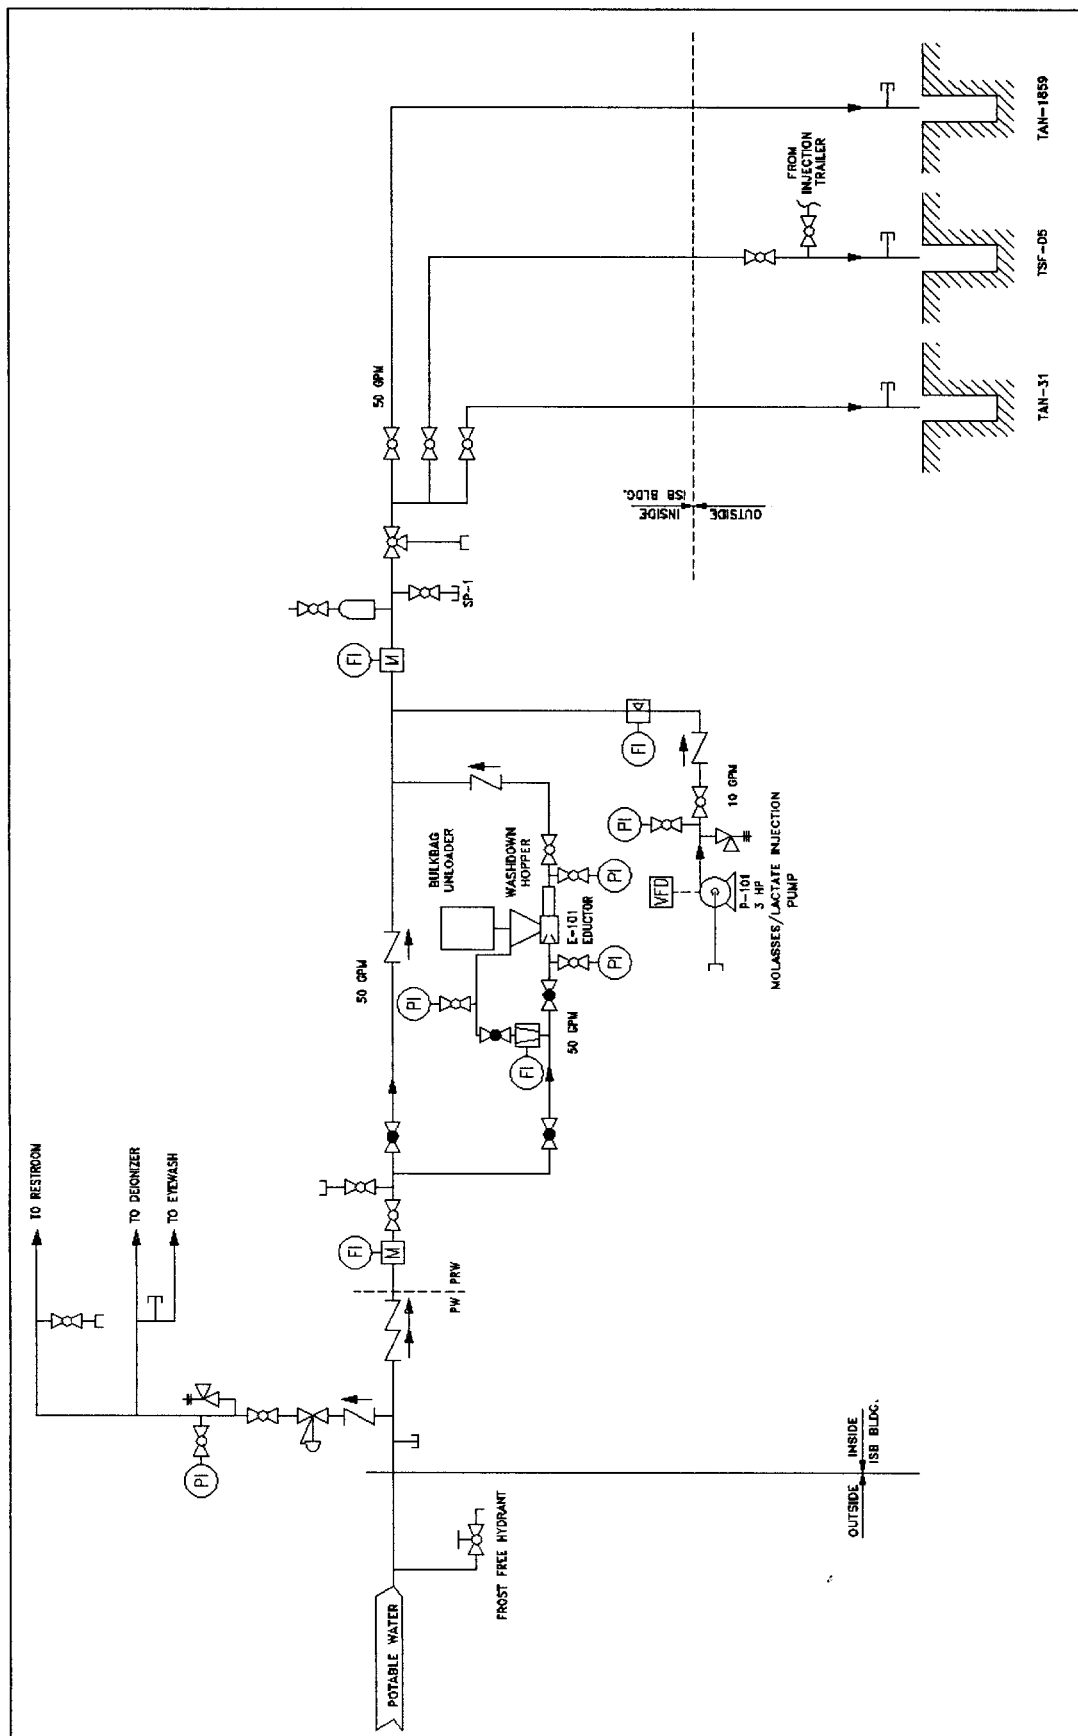 TO RESTROOM
TO DEIONIZER
TO EYEWASH
PI
POTABLE WATER
FROST FREE HYDRANT
OUTSIDE
INSIDE
ISB BLDG.
PW
PRW
FI
M
50 GPM
PI
FI
50 GPM
BULKBAG
UNLOADER
WASHDOWN
HOPPER
E-101
EDUCTOR
PI
PI
VFD
P-101
3 HP
MOLASSES/LACTATE INJECTION
PUMP
PI
10 GPM
FI
FI
M
SP-1
50 GPM
INSIDE
ISB BLDG.
OUTSIDE
FROM
INJECTION
TRAILER
TAN-31
TSF-05
TAN-1859